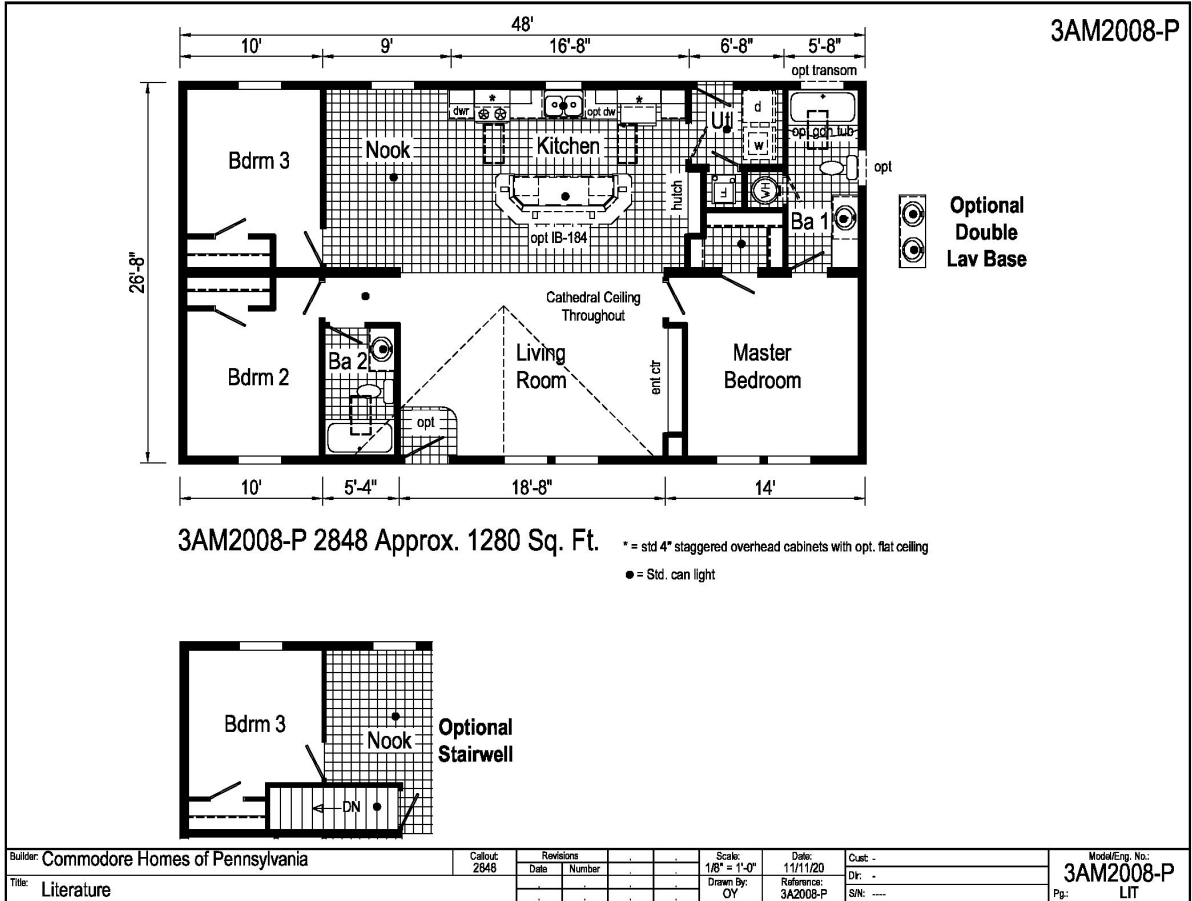 3AM2008-P
48'
10' 9' 16'-8" 6'-8" 5'-8"
opt transom
26'-8"
Bdrm 3
Nook
dwr
*
opt dw
*
Kitchen
Utl
d
w
opt gdn tub
opt
hutch
WH
Ba 1
opt IB-184
Optional
Double
Lav Base
Cathedral Ceiling
Throughout
Bdrm 2
Ba 2
Living
Room
ent ctr
Master
Bedroom
opt
10' 5'-4" 18'-8" 14'
3AM2008-P 2848 Approx. 1280 Sq. Ft.
* = std 4" staggered overhead cabinets with opt. flat ceiling
● = Std. can light
Bdrm 3
Nook
Optional
Stairwell
DN
Builder: Commodore Homes of Pennsylvania
Title: Literature
Callout:
2848
Revisions
Date Number
Scale:
1/8" = 1'-0"
Drawn By:
OY
Date:
11/11/20
Reference:
3A2008-P
Cust: -
Dir: -
S/N: ----
Model/Eng. No.:
3AM2008-P
Pg.: LIT